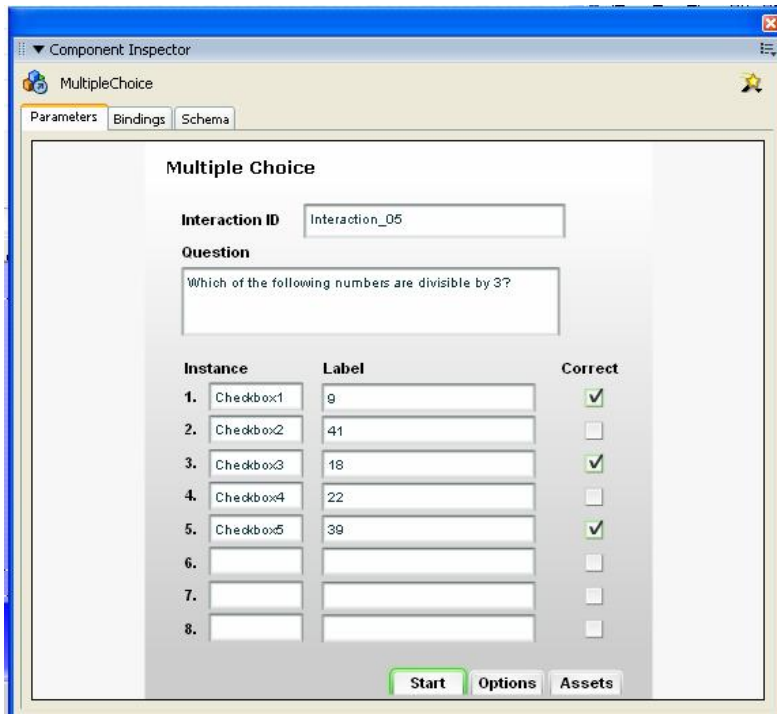 Component Inspector
MultipleChoice
Parameters Bindings Schema
Multiple Choice
Interaction ID Interaction_05
Question
Which of the following numbers are divisible by 3?
Instance Label Correct
1. Checkbox1 9
2. Checkbox2 41
3. Checkbox3 18
4. Checkbox4 22
5. Checkbox5 39
6.
7.
8.
Start Options Assets